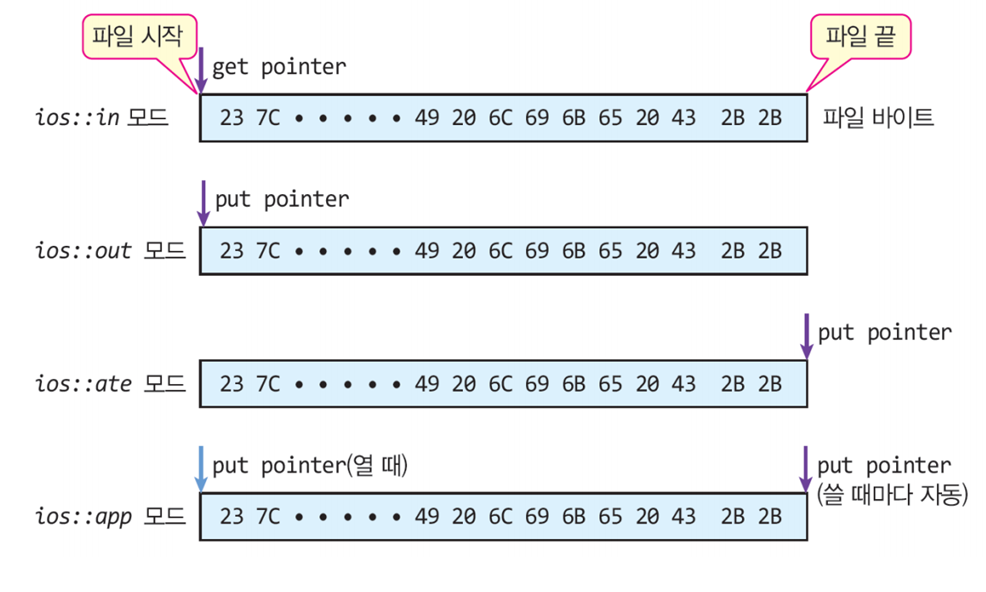 파일 시작
파일 끝
get pointer
ios::in 모드
23 7C • • • • • 49 20 6C 69 6B 65 20 43 2B 2B
파일 바이트
put pointer
ios::out 모드
23 7C • • • • • 49 20 6C 69 6B 65 20 43 2B 2B
put pointer
ios::ate 모드
23 7C • • • • • 49 20 6C 69 6B 65 20 43 2B 2B
put pointer(열 때)
put pointer
(쓸 때마다 자동)
ios::app 모드
23 7C • • • • • 49 20 6C 69 6B 65 20 43 2B 2B